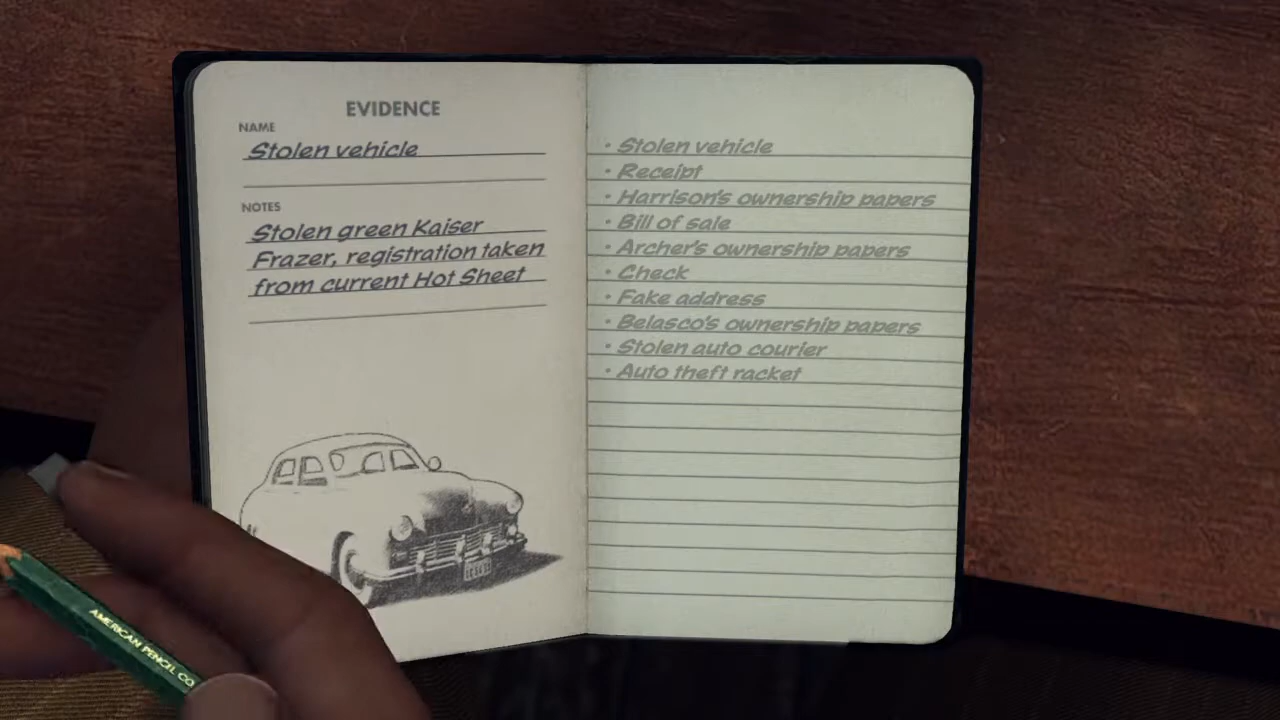 EVIDENCE
NAME
Stolen vehicle
NOTES
Stolen green Kaiser
Frazer, registration taken
from current Hot Sheet
• Stolen vehicle
• Receipt
• Harrison's ownership papers
• Bill of sale
• Archer's ownership papers
• Check
• Fake address
• Belasco's ownership papers
• Stolen auto courier
• Auto theft racket
AMERICAN PENCIL CO